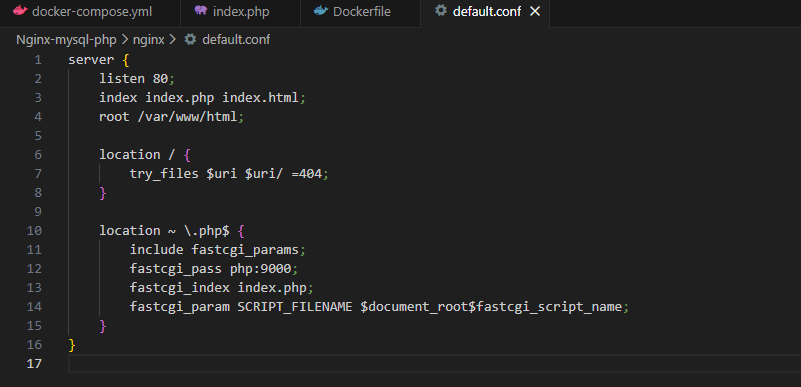 docker-compose.yml index.php Dockerfile default.conf
Nginx-mysql-php > nginx > default.conf
1 server {
2     listen 80;
3     index index.php index.html;
4     root /var/www/html;
5
6     location / {
7         try_files $uri $uri/ =404;
8     }
9
10     location ~ \.php$ {
11         include fastcgi_params;
12         fastcgi_pass php:9000;
13         fastcgi_index index.php;
14         fastcgi_param SCRIPT_FILENAME $document_root$fastcgi_script_name;
15     }
16 }
17